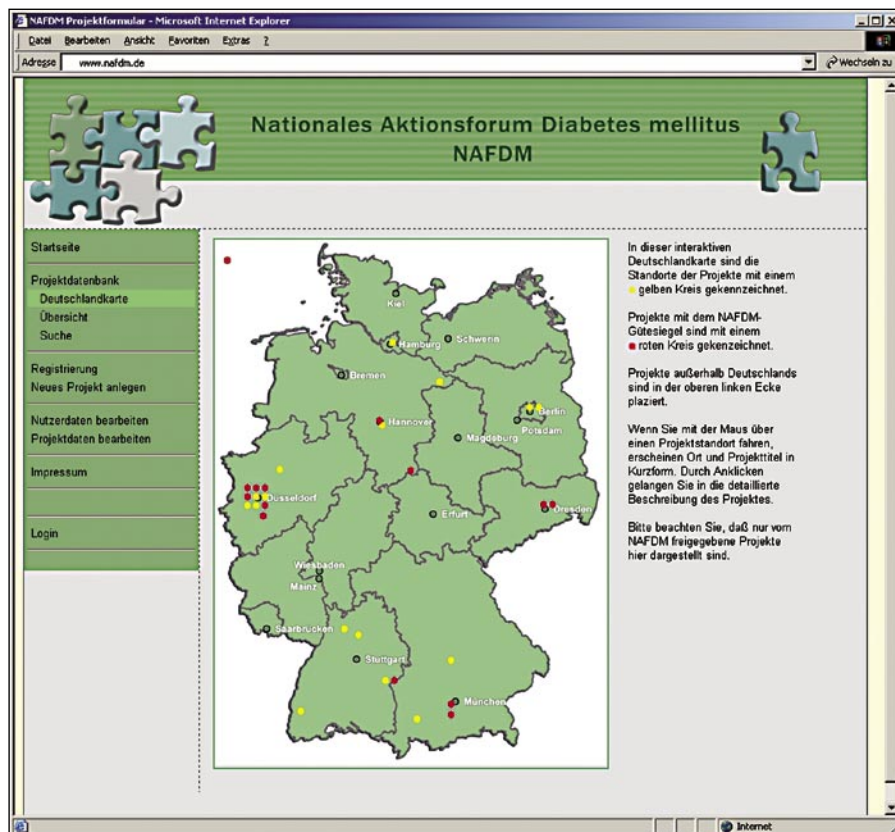 NAFDM Projektformular - Microsoft Internet Explorer
Datei Bearbeiten Ansicht Favoriten Extras ?
Adresse www.nafdm.de Wechseln zu
Nationales Aktionsforum Diabetes mellitus
NAFDM
Startseite
Projektdatenbank
Deutschlandkarte
Übersicht
Suche
Registrierung
Neues Projekt anlegen
Nutzerdaten bearbeiten
Projektdaten bearbeiten
Impressum
Login
Kiel
Hamburg
Schwerin
Bremen
Berlin
Potsdam
Hannover
Magdeburg
Düsseldorf
Erfurt
Dresden
Wiesbaden
Mainz
Saarbrücken
Stuttgart
München
In dieser interaktiven
Deutschlandkarte sind die
Standorte der Projekte mit einem
gelben Kreis gekennzeichnet.
Projekte mit dem NAFDM-
Gütesiegel sind mit einem
roten Kreis gekenzeichnet.
Projekte außerhalb Deutschlands
sind in der oberen linken Ecke
plaziert.
Wenn Sie mit der Maus über
einen Projektstandort fahren,
erscheinen Ort und Projekttitel in
Kurzform. Durch Anklicken
gelangen Sie in die detaillierte
Beschreibung des Projektes.
Bitte beachten Sie, daß nur vom
NAFDM freigegebene Projekte
hier dargestellt sind.
Internet